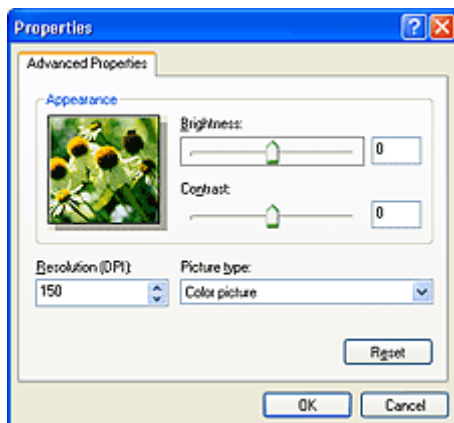 Properties
Advanced Properties
Appearance
Brightness:
0
Contrast:
0
Resolution (DPI):
Picture type:
150
Color picture
Reset
OK
Cancel